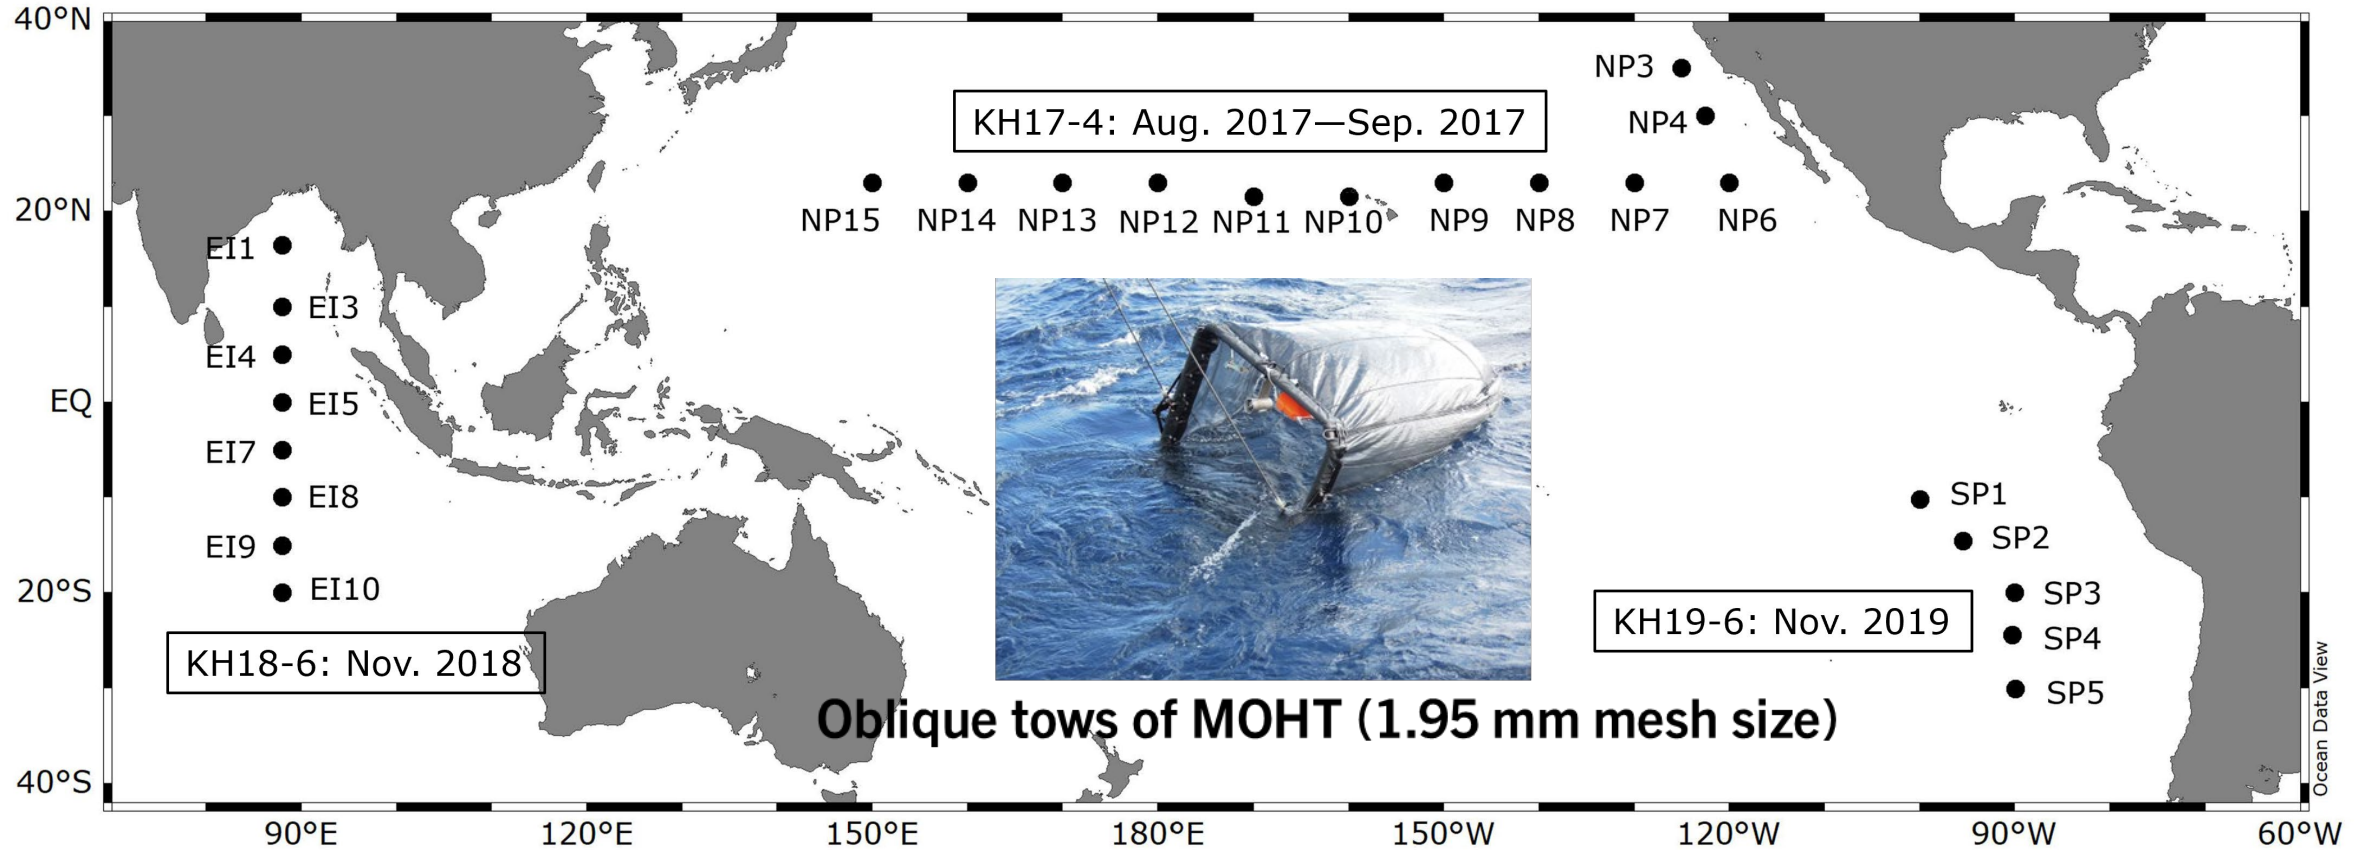 40°N
20°N
EQ
20°S
40°S
NP3
NP4
KH17-4: Aug. 2017—Sep. 2017
NP15 NP14 NP13 NP12 NP11 NP10 NP9 NP8 NP7 NP6
EI1
EI3
EI4
EI5
EI7
EI8
EI9
EI10
KH18-6: Nov. 2018
SP1
SP2
SP3
SP4
SP5
KH19-6: Nov. 2019
Oblique tows of MOHT (1.95 mm mesh size)
Ocean Data View
90°E 120°E 150°E 180°E 150°W 120°W 90°W 60°W